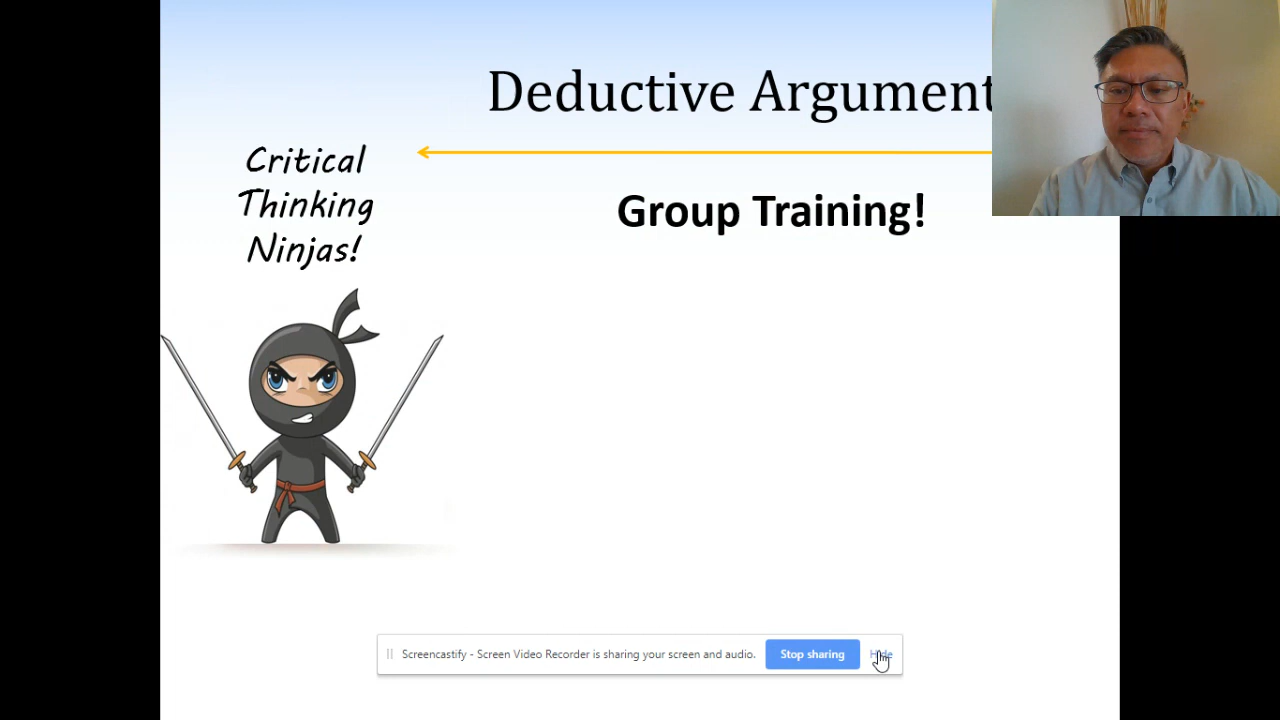 Deductive Argument
Critical
Thinking
Ninjas!
Group Training!
Screencastify - Screen Video Recorder is sharing your screen and audio.
Stop sharing
Hide